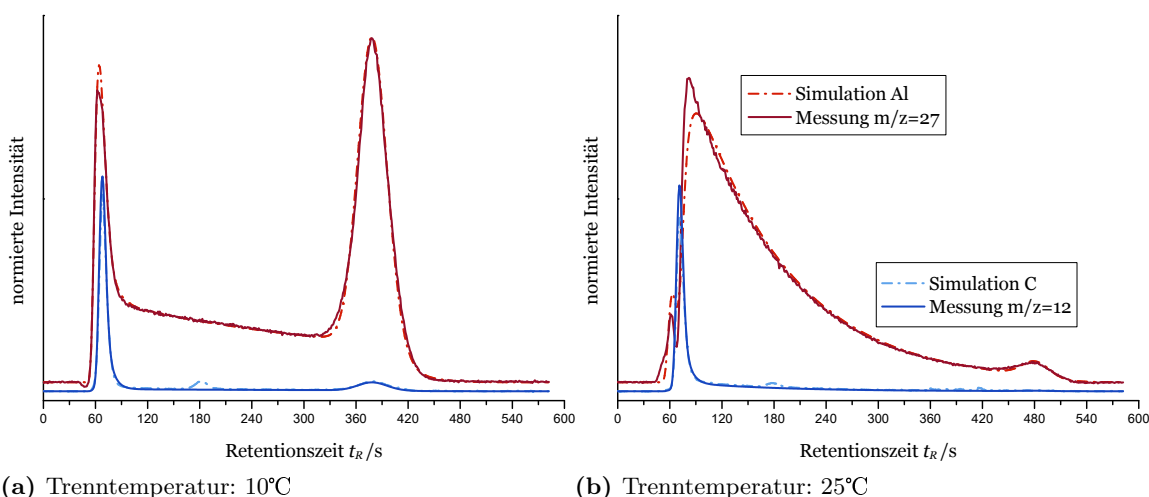 normierte Intensität
0 60 120 180 240 300 360 420 480 540 600
Retentionszeit tR/s
(a) Trenntemperatur: 10℃
normierte Intensität
Simulation Al
Messung m/z=27
Simulation C
Messung m/z=12
0 60 120 180 240 300 360 420 480 540 600
Retentionszeit tR/s
(b) Trenntemperatur: 25℃